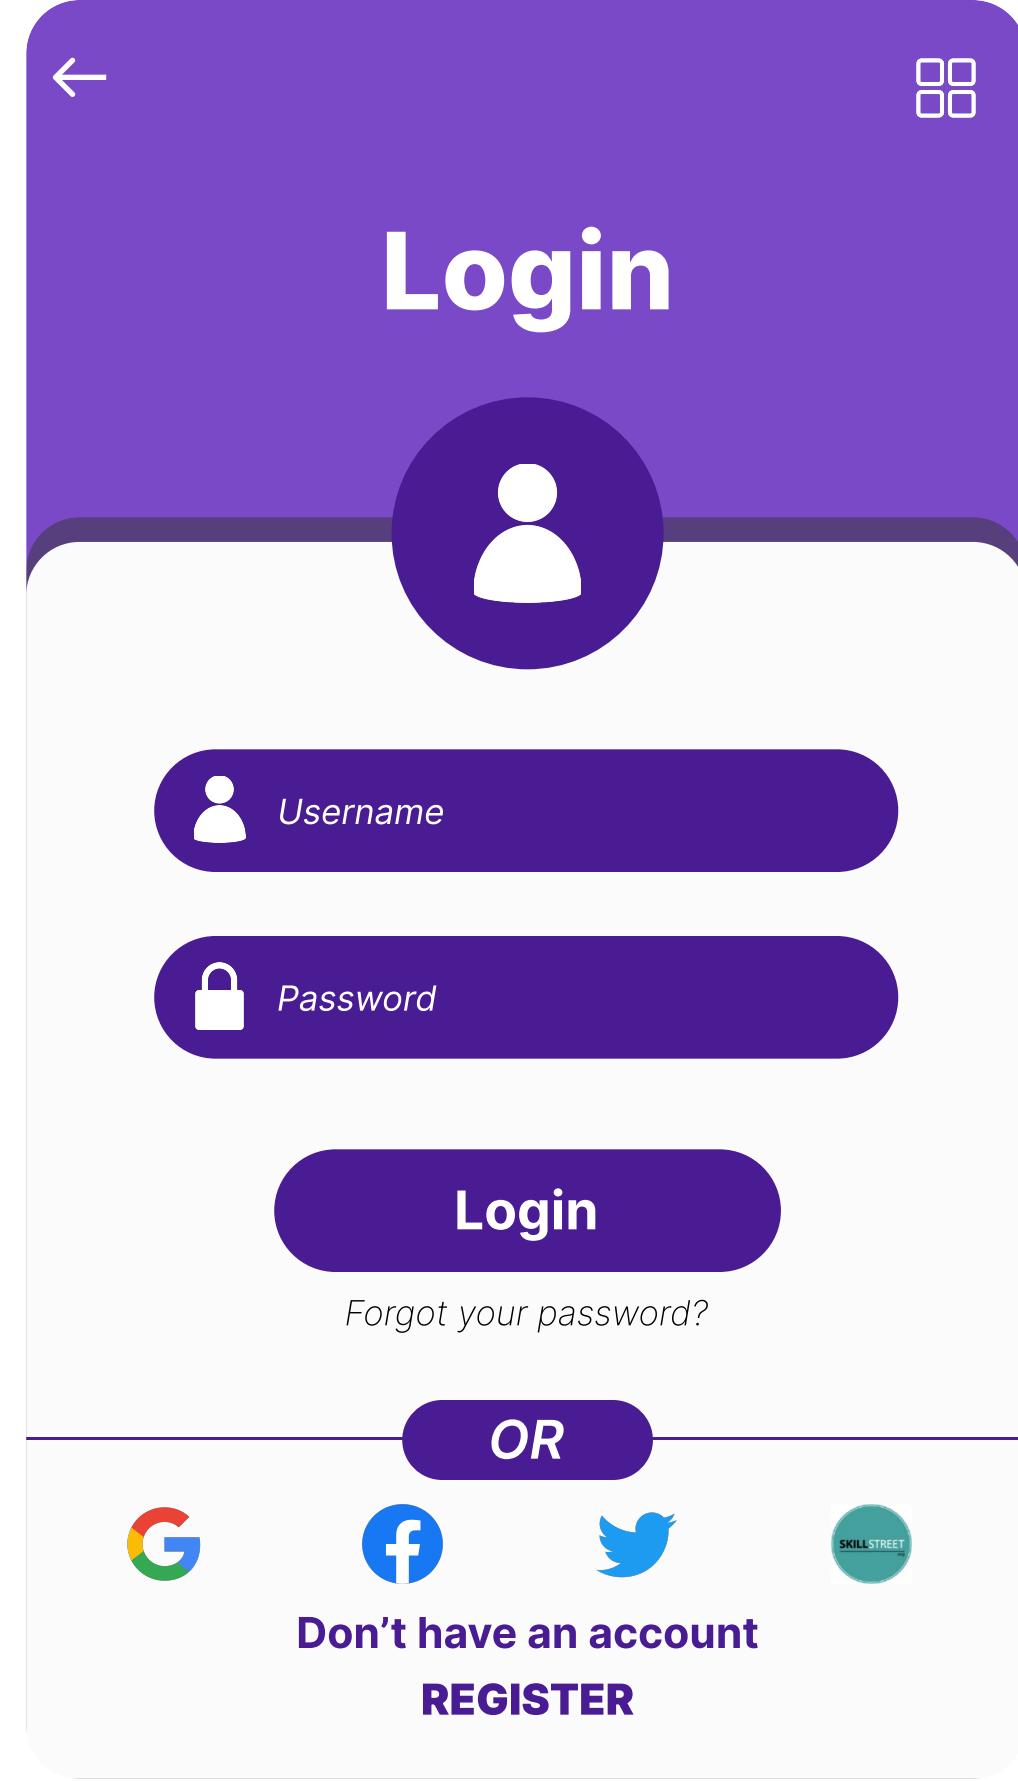 Login
Username
Password
Login
Forgot your password?
OR
SKILLSTREET
Don’t have an account
REGISTER